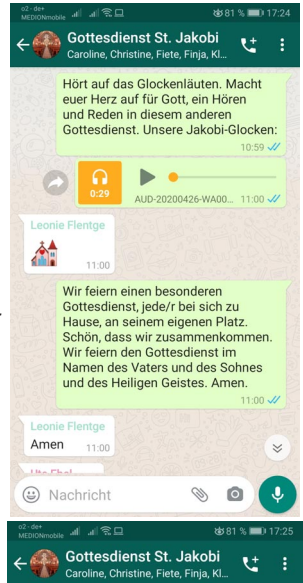 o2 - de+
MEDIONmobile
81 % 17:24
Gottesdienst St. Jakobi
Caroline, Christine, Fiete, Finja, Kl...
Hört auf das Glockenläuten. Macht
euer Herz auf für Gott, ein Hören
und Reden in diesem anderen
Gottesdienst. Unsere Jakobi-Glocken:
10:59
0:29
AUD-20200426-WA00... 11:00
Leonie Flentge
11:00
Wir feiern einen besonderen
Gottesdienst, jede/r bei sich zu
Hause, an seinem eigenen Platz.
Schön, dass wir zusammenkommen.
Wir feiern den Gottesdienst im
Namen des Vaters und des Sohnes
und des Heiligen Geistes. Amen.
11:00
Leonie Flentge
Amen 11:00
Nachricht
o2 - de+
MEDIONmobile
81 % 17:25
Gottesdienst St. Jakobi
Caroline, Christine, Fiete, Finja, Kl...